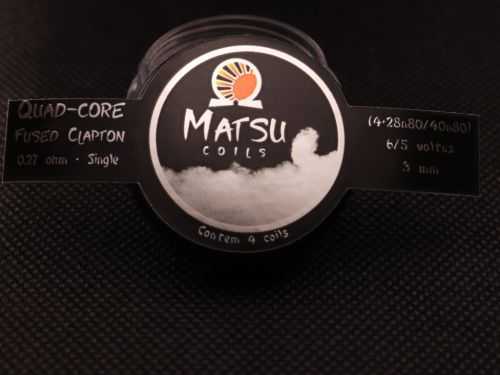 QUAD-CORE
FUSED CLAPTON
0.27 ohm - Single
MATSU
COILS
Contem 4 coils
(4*28n80/40n80)
6/5 voltas
3 mm